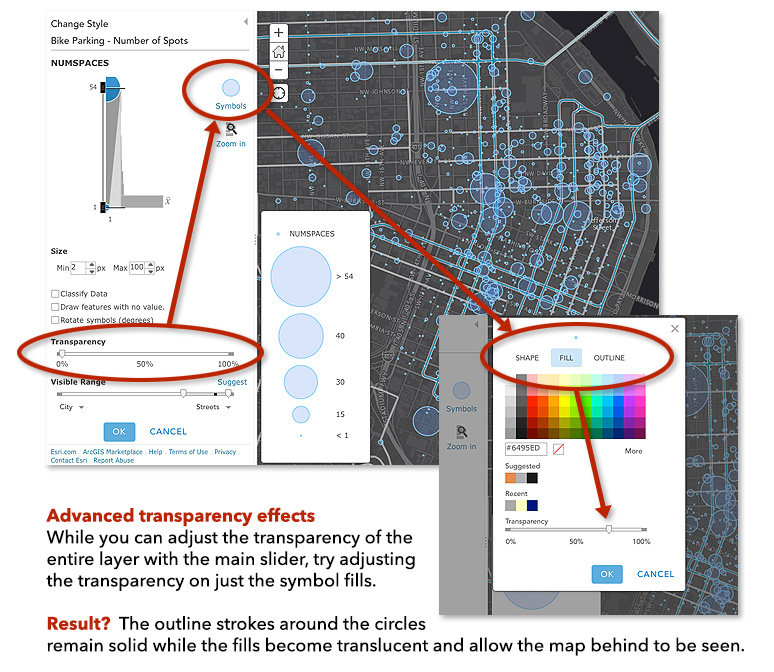 Change Style
Bike Parking - Number of Spots
NUMSPACES
54
Symbols
Zoom in
1
x̄
1
Size
Min 2 px Max 100 px
Classify Data
Draw features with no value.
Rotate symbols (degrees)
Transparency
0% 50% 100%
Visible Range Suggest
City Streets
OK CANCEL
Esri.com . ArcGIS Marketplace . Help . Terms of Use . Privacy .
Contact Esri . Report Abuse
NUMSPACES
> 54
40
30
15
< 1
NW-JOHNSON
Jefferson
Street
MORRISON
Symbols
Zoom in
SHAPE FILL OUTLINE
#6495ED
More
Suggested
Recent
Transparency
0% 50% 100%
OK CANCEL
Advanced transparency effects
While you can adjust the transparency of the
entire layer with the main slider, try adjusting
the transparency on just the symbol fills.
Result? The outline strokes around the circles
remain solid while the fills become translucent and allow the map behind to be seen.